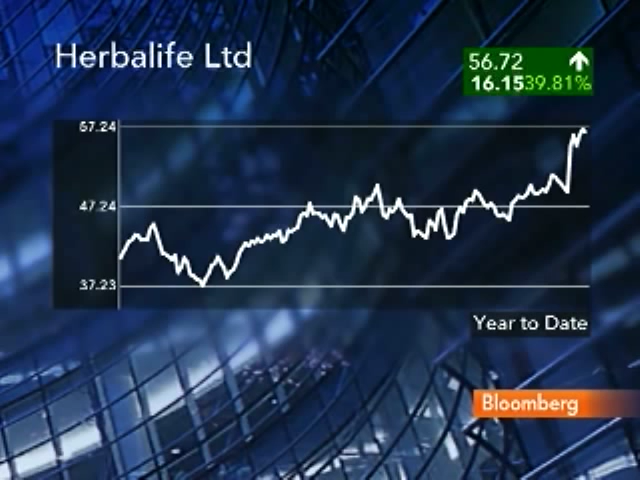 Herbalife Ltd
56.72
16.15 39.81%
57.24
47.24
37.23
Year to Date
Bloomberg